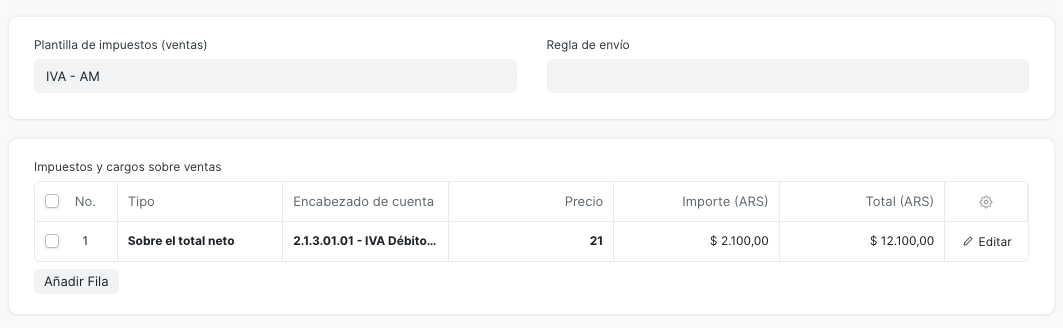 Plantilla de impuestos (ventas) Regla de envío
IVA - AM
Impuestos y cargos sobre ventas
No. Tipo Encabezado de cuenta Precio Importe (ARS) Total (ARS)
1 Sobre el total neto 2.1.3.01.01 - IVA Débito... 21 $ 2.100,00 $ 12.100,00 Editar
Añadir Fila